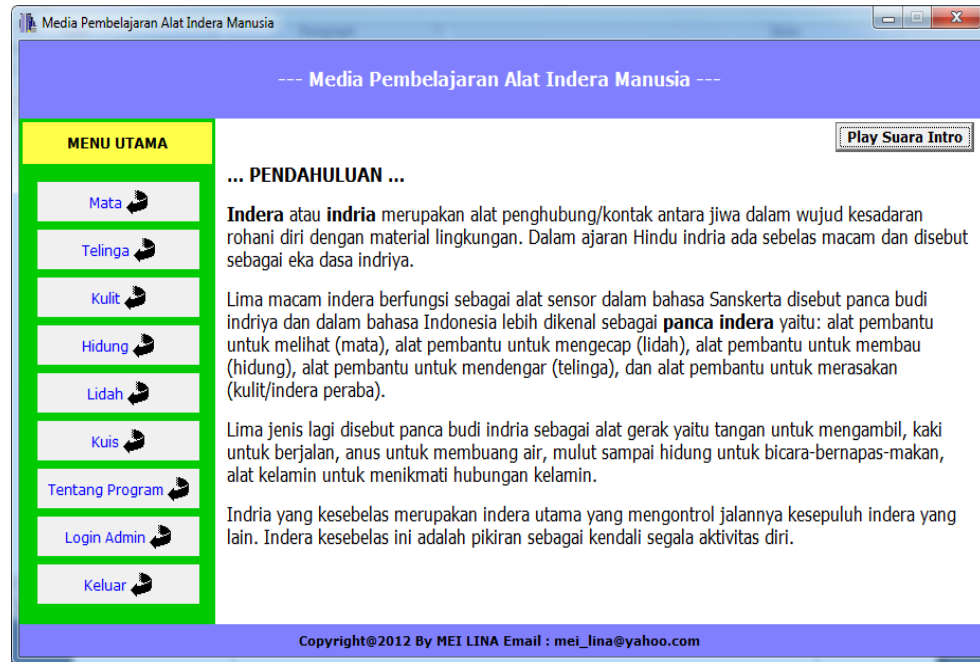 Media Pembelajaran Alat Indera Manusia
--- Media Pembelajaran Alat Indera Manusia ---
MENU UTAMA
Mata
Telinga
Kulit
Hidung
Lidah
Kuis
Tentang Program
Login Admin
Keluar
Play Suara Intro
... PENDAHULUAN ...
Indera atau indria merupakan alat penghubung/kontak antara jiwa dalam wujud kesadaran
rohani diri dengan material lingkungan. Dalam ajaran Hindu indria ada sebelas macam dan disebut
sebagai eka dasa indriya.
Lima macam indera berfungsi sebagai alat sensor dalam bahasa Sanskerta disebut panca budi
indriya dan dalam bahasa Indonesia lebih dikenal sebagai panca indera yaitu: alat pembantu
untuk melihat (mata), alat pembantu untuk mengecap (lidah), alat pembantu untuk membau
(hidung), alat pembantu untuk mendengar (telinga), dan alat pembantu untuk merasakan
(kulit/indera peraba).
Lima jenis lagi disebut panca budi indria sebagai alat gerak yaitu tangan untuk mengambil, kaki
untuk berjalan, anus untuk membuang air, mulut sampai hidung untuk bicara-bernapas-makan,
alat kelamin untuk menikmati hubungan kelamin.
Indria yang kesebelas merupakan indera utama yang mengontrol jalannya kesepuluh indera yang
lain. Indera kesebelas ini adalah pikiran sebagai kendali segala aktivitas diri.
Copyright@2012 By MEI LINA Email : mei_lina@yahoo.com